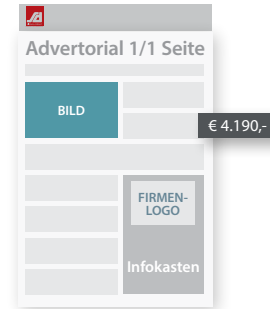 Advertorial 1/1 Seite
BILD
€ 4.190,-
FIRMEN-
LOGO
Infokasten